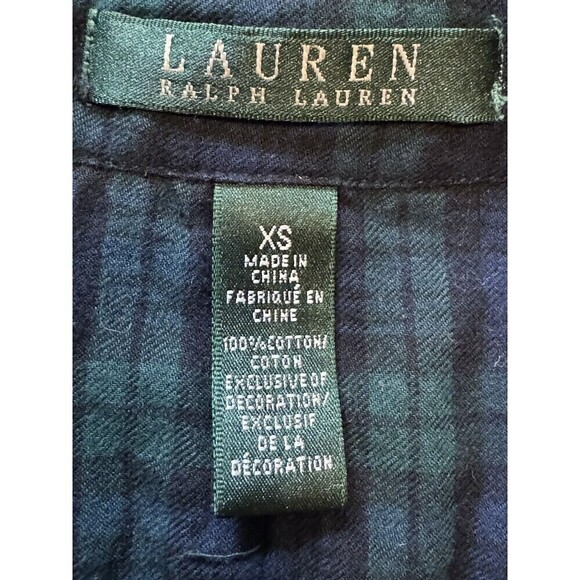 LAUREN
RALPH LAUREN
XS
MADE IN
CHINA
FABRIQUÉ EN
CHINE
100%COTTON/
COTON
EXCLUSIVE OF
DECORATION/
EXCLUSIF
DE LA
DÉCORATION